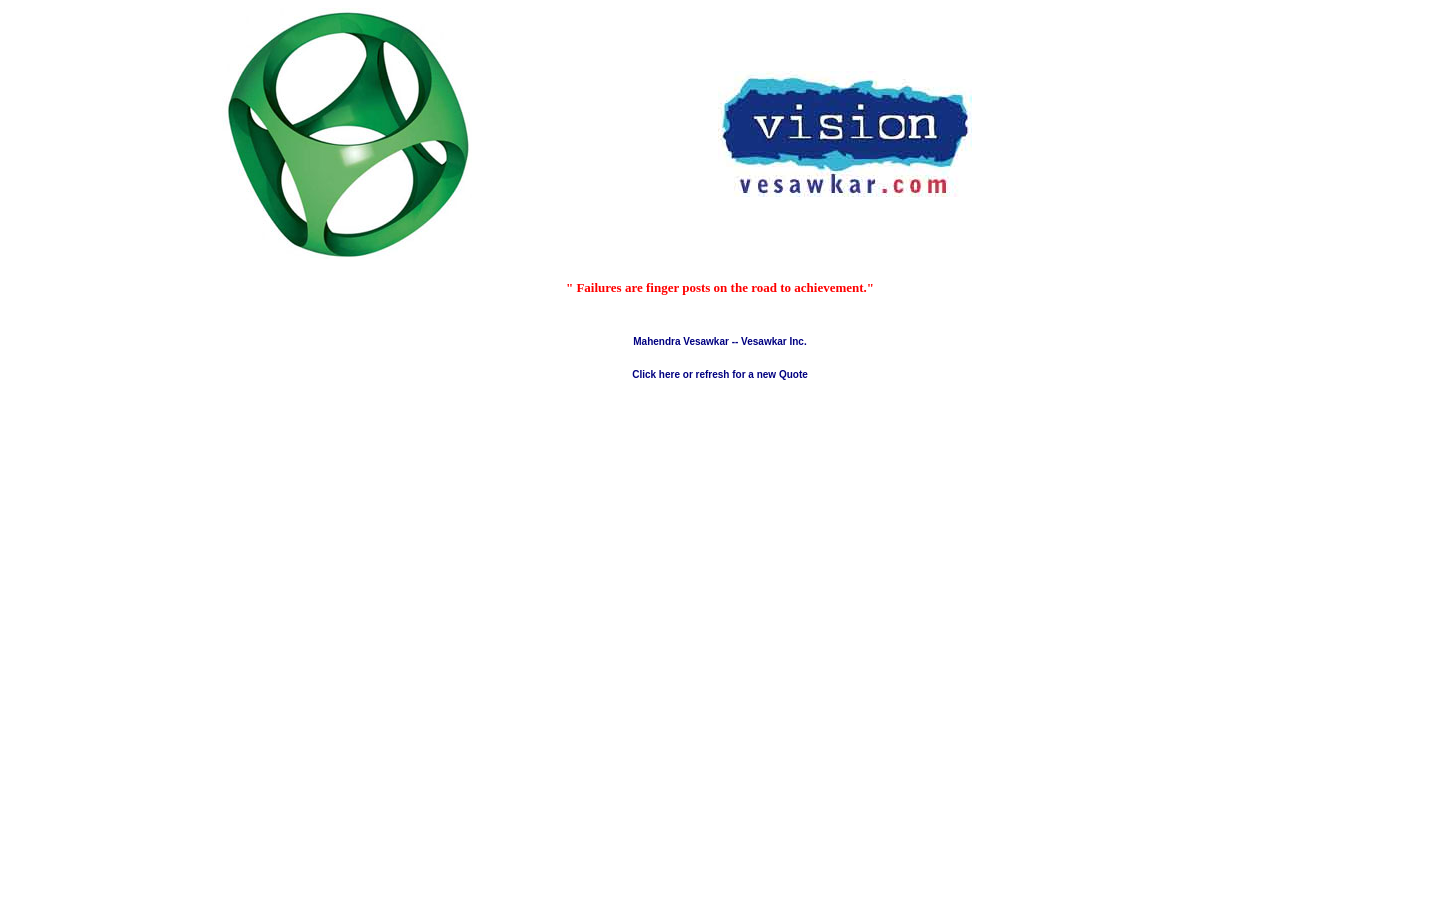 vision
vesawkar.com
" Failures are finger posts on the road to achievement."
Mahendra Vesawkar -- Vesawkar Inc.
Click here or refresh for a new Quote